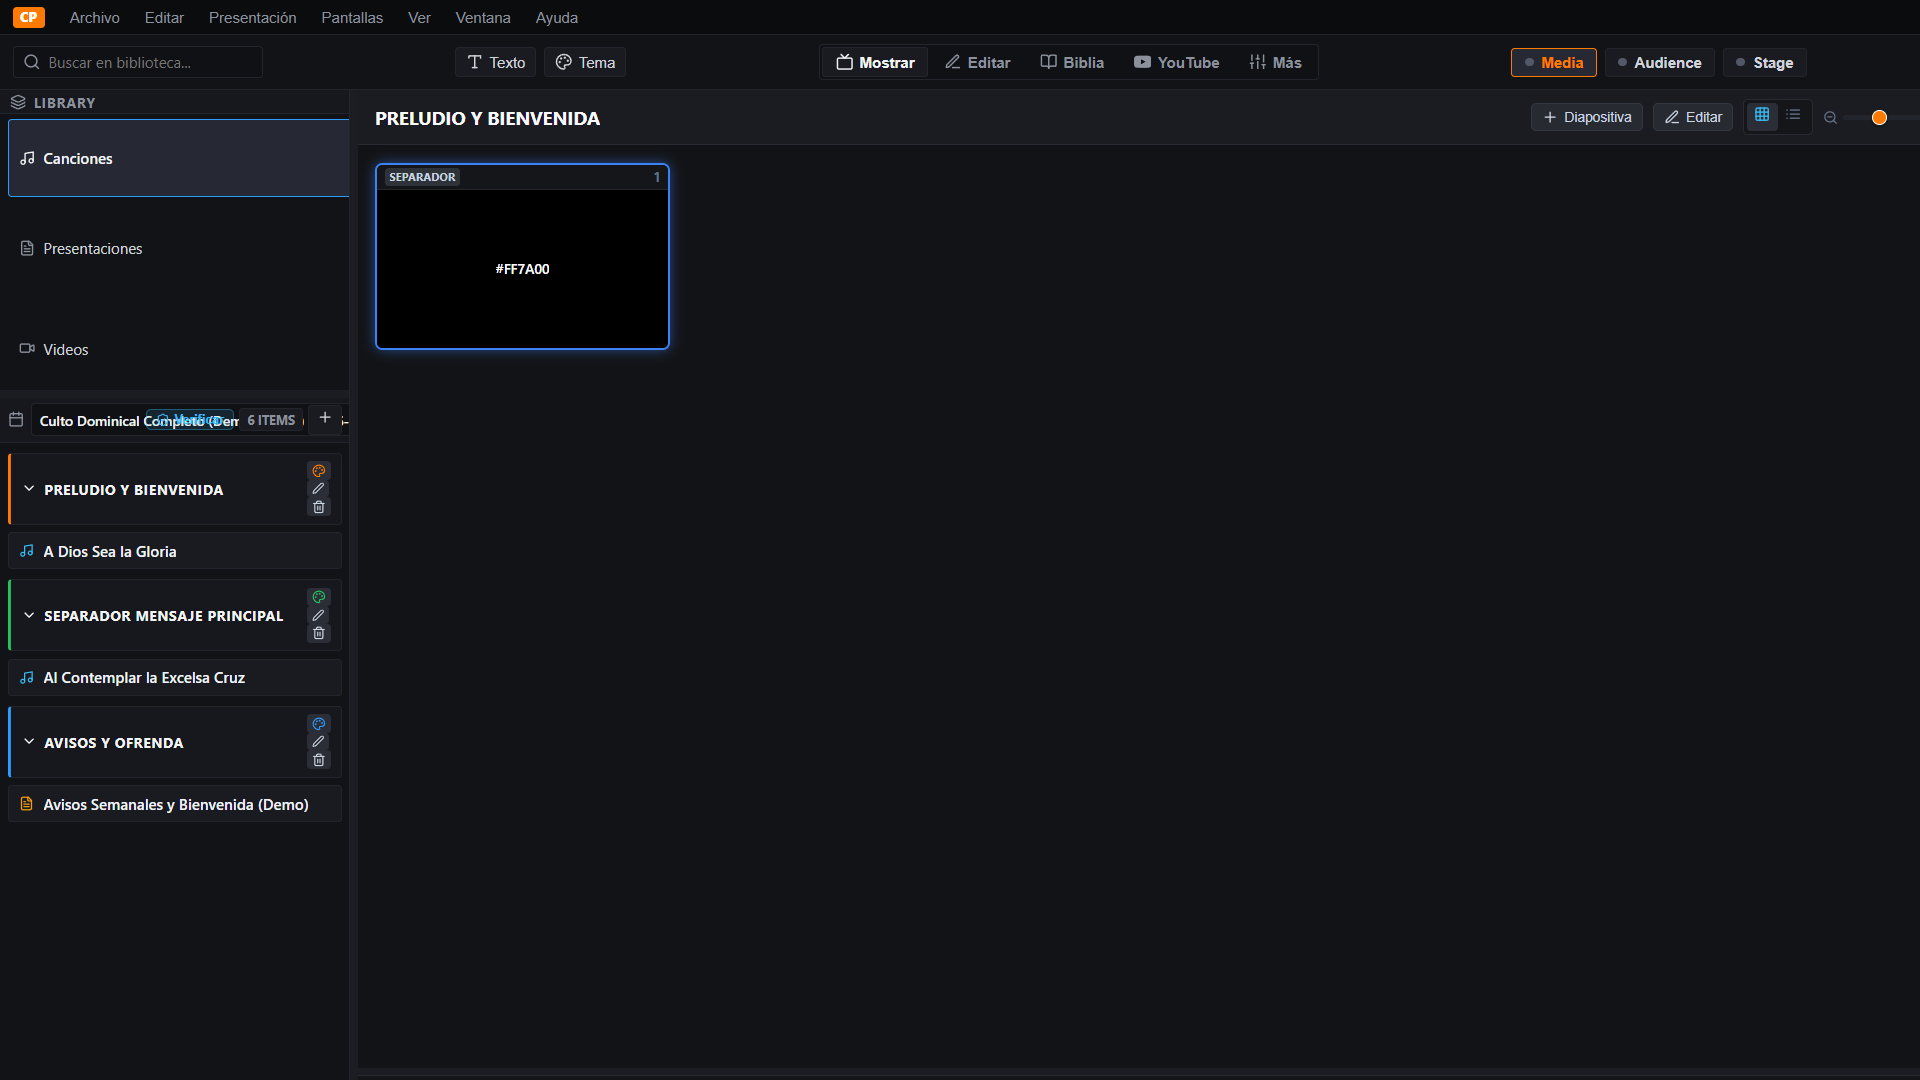 CP Archivo Editar Presentación Pantallas Ver Ventana Ayuda
Buscar en biblioteca... Texto Tema Mostrar Editar Biblia YouTube Más Media Audience Stage
LIBRARY
Canciones
Presentaciones
Videos
PRELUDIO Y BIENVENIDA Diapositiva Editar
SEPARADOR 1
#FF7A00
Culto Dominical Completo (Dem Verificar 6 ITEMS
PRELUDIO Y BIENVENIDA
A Dios Sea la Gloria
SEPARADOR MENSAJE PRINCIPAL
Al Contemplar la Excelsa Cruz
AVISOS Y OFRENDA
Avisos Semanales y Bienvenida (Demo)